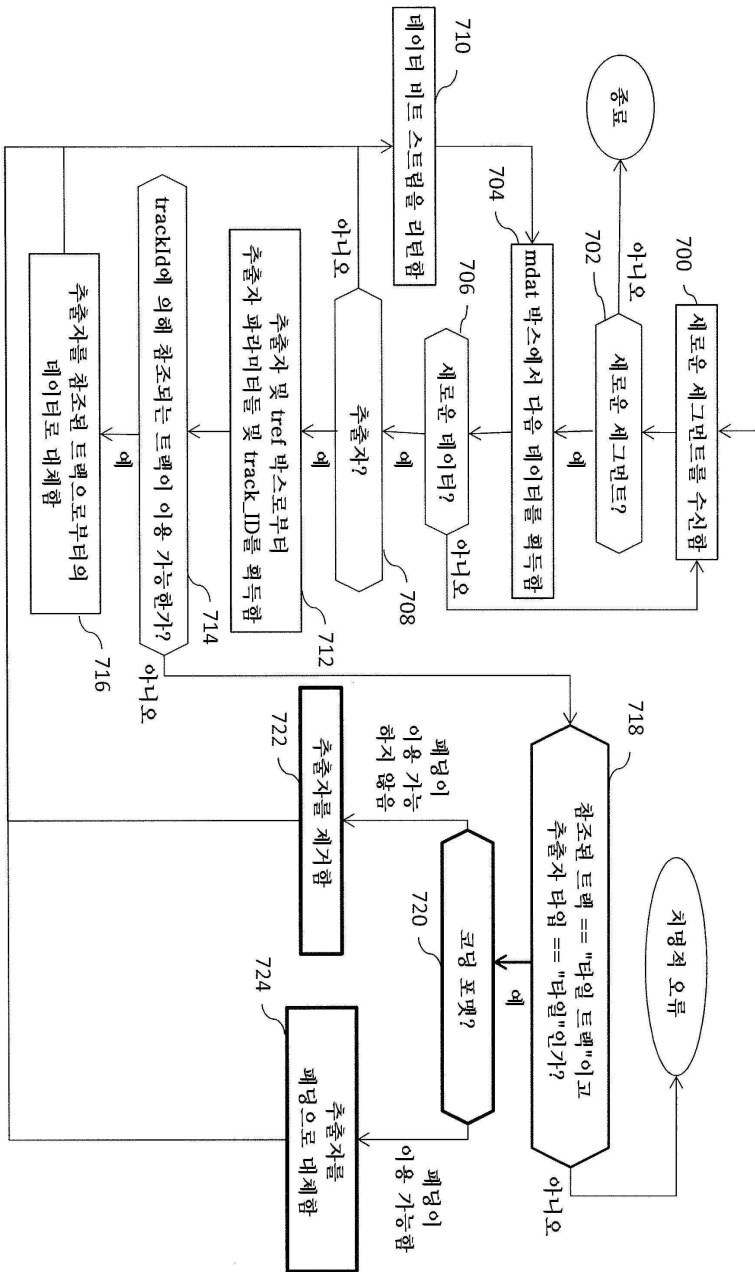 새로운 세그먼트를 수신함
700
새로운 세그먼트?
702
아니오
종료
예
mdat 박스에서 다음 데이터를 획득함
704
새로운 데이터?
706
아니오
예
추출자?
708
아니오
데이터 비트 스트림을 리턴함
710
예
추출자 및 tref 박스로부터
추출자 파라미터들 및 track_ID를 획득함
712
trackId에 의해 참조되는 트랙이 이용 가능한가?
714
아니오
예
추출자를 참조된 트랙으로부터의
데이터로 대체함
716
참조된 트랙 == "타일 트랙"이고
추출자 타입 == "타일"인가?
718
아니오
치명적 오류
예
코딩 포맷?
720
패딩이
이용 가능
하지 않음
추출자를 제거함
722
패딩이
이용 가능함
추출자를
패딩으로 대체함
724